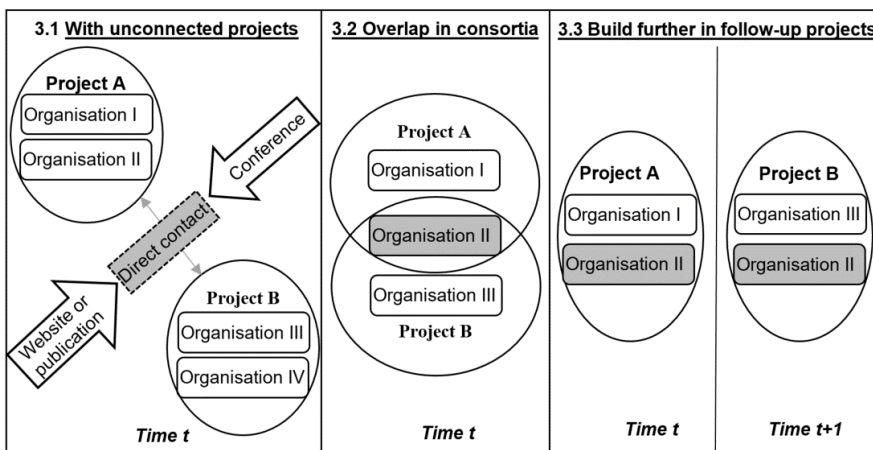 3.1 With unconnected projects
Project A
Organisation I
Organisation II
Conference
Direct contact
Website or
publication
Project B
Organisation III
Organisation IV
Time t
3.2 Overlap in consortia
Project A
Organisation I
Organisation II
Organisation III
Project B
Time t
3.3 Build further in follow-up projects
Project A
Organisation I
Organisation II
Time t
Project B
Organisation III
Organisation II
Time t+1